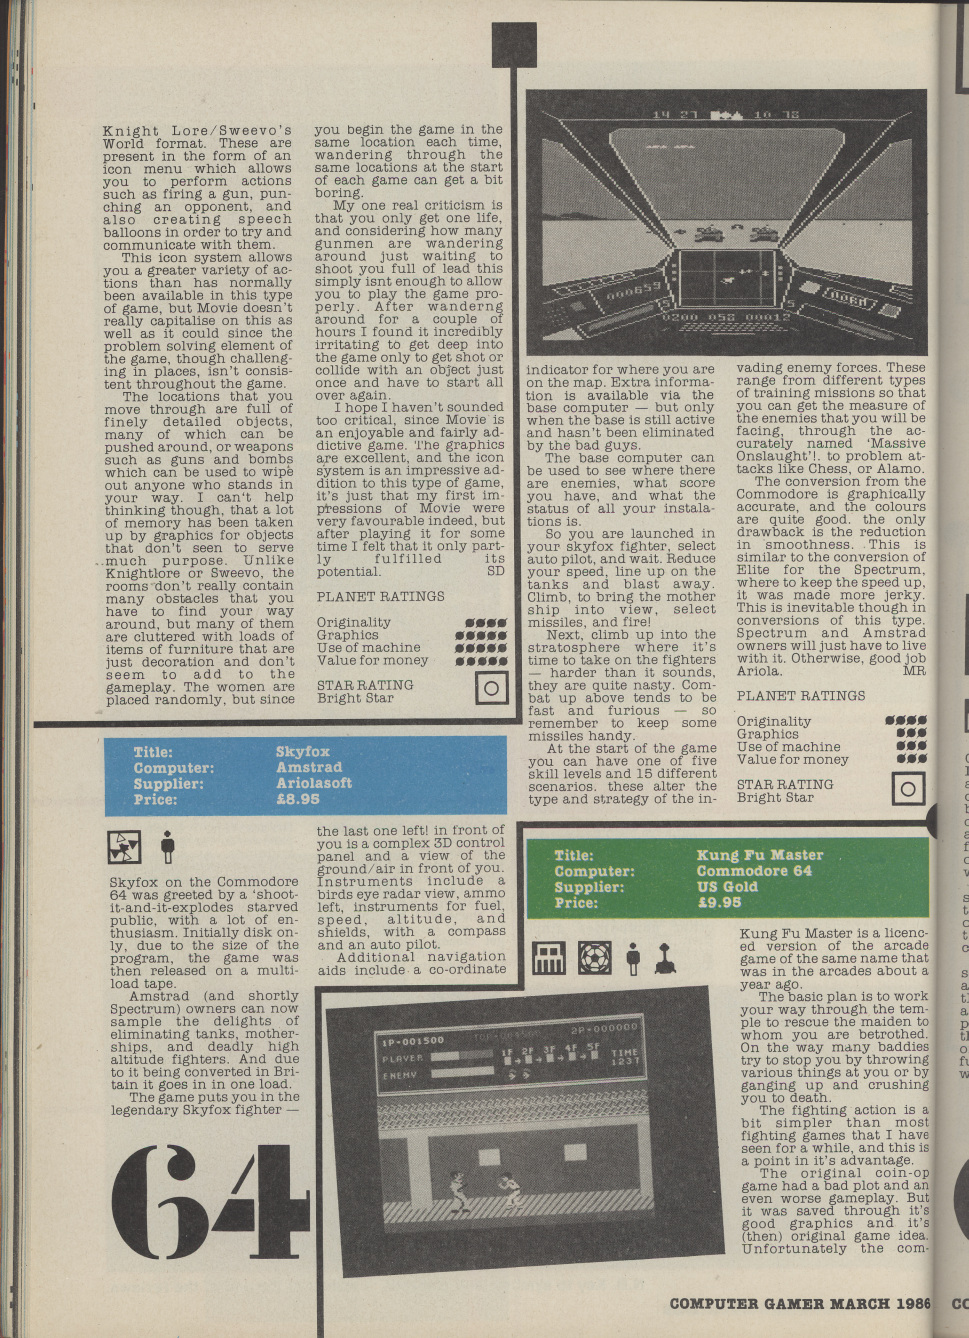 Knight Lore/Sweevo's
World format. These are
present in the form of an
icon menu which allows
you to perform actions
such as firing a gun, pun-
ching an opponent, and
also creating speech
balloons in order to try and
communicate with them.
This icon system allows
you a greater variety of ac-
tions than has normally
been available in this type
of game, but Movie doesn't
really capitalise on this as
well as it could since the
problem solving element of
the game, though challeng-
ing in places, isn't consis-
tent throughout the game.
The locations that you
move through are full of
finely detailed objects,
many of which can be
pushed around, or weapons
such as guns and bombs
which can be used to wipe
out anyone who stands in
your way. I can't help
thinking though, that a lot
of memory has been taken
up by graphics for objects
that don't seen to serve
much purpose. Unlike
Knightlore or Sweevo, the
rooms don't really contain
many obstacles that you
have to find your way
around, but many of them
are cluttered with loads of
items of furniture that are
just decoration and don't
seem to add to the
gameplay. The women are
placed randomly, but since
you begin the game in the
same location each time,
wandering through the
same locations at the start
of each game can get a bit
boring.
My one real criticism is
that you only get one life,
and considering how many
gunmen are wandering
around just waiting to
shoot you full of lead this
simply isnt enough to allow
you to play the game pro-
perly. After wanderng
around for a couple of
hours I found it incredibly
irritating to get deep into
the game only to get shot or
collide with an object just
once and have to start all
over again.
I hope I haven't sounded
too critical, since Movie is
an enjoyable and fairly ad-
dictive game. The graphics
are excellent, and the icon
system is an impressive ad-
dition to this type of game,
it's just that my first im-
pressions of Movie were
very favourable indeed, but
after playing it for some
time I felt that it only part-
ly fulfilled its
potential. SD
PLANET RATINGS
Originality
Graphics
Use of machine
Value for money
STAR RATING
Bright Star
Title: Skyfox
Computer: Amstrad
Supplier: Ariolasoft
Price: £8.95
Skyfox on the Commodore
64 was greeted by a 'shoot-
it-and-it-explodes starved
public, with a lot of en-
thusiasm. Initially disk on-
ly, due to the size of the
program, the game was
then released on a multi-
load tape.
Amstrad (and shortly
Spectrum) owners can now
sample the delights of
eliminating tanks, mother-
ships, and deadly high
altitude fighters. And due
to it being converted in Bri-
tain it goes in in one load.
The game puts you in the
legendary Skyfox fighter —
the last one left! in front of
you is a complex 3D control
panel and a view of the
ground/air in front of you.
Instruments include a
birds eye radar view, ammo
left, instruments for fuel,
speed, altitude, and
shields, with a compass
and an auto pilot.
Additional navigation
aids include a co-ordinate
14 27 10 78
000659
0200 058 00012
indicator for where you are
on the map. Extra informa-
tion is available via the
base computer — but only
when the base is still active
and hasn't been eliminated
by the bad guys.
The base computer can
be used to see where there
are enemies, what score
you have, and what the
status of all your instala-
tions is.
So you are launched in
your skyfox fighter, select
auto pilot, and wait. Reduce
your speed, line up on the
tanks and blast away.
Climb, to bring the mother
ship into view, select
missiles, and fire!
Next, climb up into the
stratosphere where it's
time to take on the fighters
— harder than it sounds,
they are quite nasty. Com-
bat up above tends to be
fast and furious — so
remember to keep some
missiles handy.
At the start of the game
you can have one of five
skill levels and 15 different
scenarios. these alter the
type and strategy of the in-
vading enemy forces. These
range from different types
of training missions so that
you can get the measure of
the enemies that you will be
facing, through the ac-
curately named 'Massive
Onslaught'!. to problem at-
tacks like Chess, or Alamo.
The conversion from the
Commodore is graphically
accurate, and the colours
are quite good. the only
drawback is the reduction
in smoothness. This is
similar to the conversion of
Elite for the Spectrum,
where to keep the speed up,
it was made more jerky.
This is inevitable though in
conversions of this type.
Spectrum and Amstrad
owners will just have to live
with it. Otherwise, good job
Ariola. MR
PLANET RATINGS
Originality
Graphics
Use of machine
Value for money
STAR RATING
Bright Star
Title: Kung Fu Master
Computer: Commodore 64
Supplier: US Gold
Price: £9.95
1P-001500 2P-000000
PLAYER 1F 2F 3F 4F 5F TIME
ENEMY 1237
Kung Fu Master is a licenc-
ed version of the arcade
game of the same name that
was in the arcades about a
year ago.
The basic plan is to work
your way through the tem-
ple to rescue the maiden to
whom you are betrothed.
On the way many baddies
try to stop you by throwing
various things at you or by
ganging up and crushing
you to death.
The fighting action is a
bit simpler than most
fighting games that I have
seen for a while, and this is
a point in it's advantage.
The original coin-op
game had a bad plot and an
even worse gameplay. But
it was saved through it's
good graphics and it's
(then) original game idea.
Unfortunately the com-
64
COMPUTER GAMER MARCH 1986